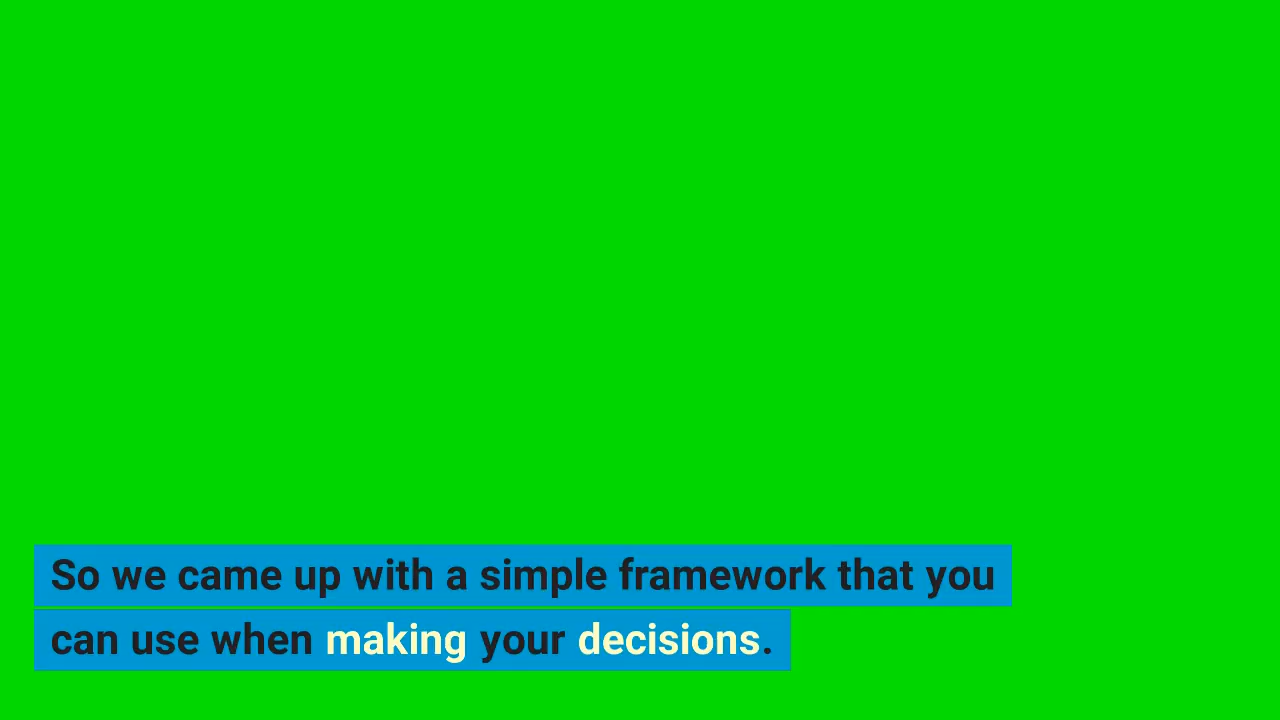 So we came up with a simple framework that you
can use when making your decisions.